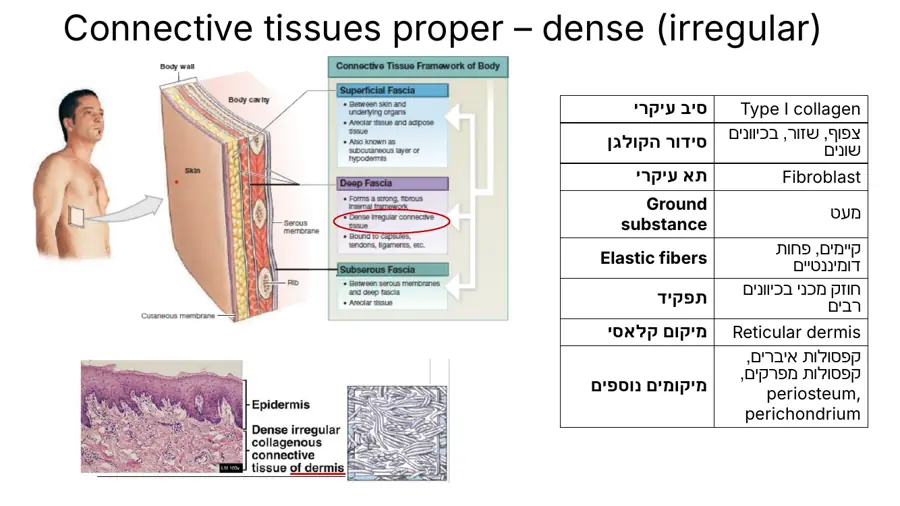 Connective tissues proper – dense (irregular)
Body wall
Body cavity
Skin
Serous
membrane
Rib
Cutaneous membrane
Connective Tissue Framework of Body
Superficial Fascia
• Between skin and
underlying organs
• Areolar tissue and adipose
tissue
• Also known as
subcutaneous layer or
hypodermis
Deep Fascia
• Forms a strong, fibrous
internal framework
• Dense irregular connective
tissue
• Bound to capsules,
tendons, ligaments, etc.
Subserous Fascia
• Between serous membranes
and deep fascia
• Areolar tissue
סיב עיקרי
Type I collagen
סידור הקולגן
צפוף, שזור, בכיוונים
שונים
תא עיקרי
Fibroblast
Ground
substance
מעט
Elastic fibers
קיימים, פחות
דומיננטיים
תפקיד
חוזק מכני בכיוונים
רבים
מיקום קלאסי
Reticular dermis
מיקומים נוספים
קפסולות איברים,
קפסולות מפרקים,
periosteum,
perichondrium
Epidermis
Dense irregular
collagenous
connective
tissue of dermis
LM 100x